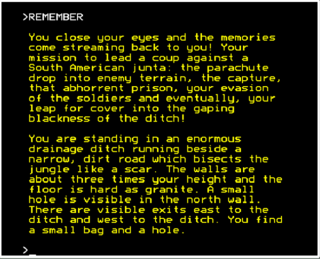 >REMEMBER
You close your eyes and the memories
come streaming back to you! Your
mission to lead a coup against a
South American junta: the parachute
drop into enemy terrain, the capture,
that abhorrent prison, your evasion
of the soldiers and eventually, your
leap for cover into the gaping
blackness of the ditch!
You are standing in an enormous
drainage ditch running beside a
narrow, dirt road which bisects the
jungle like a scar. The walls are
about three times your height and the
floor is hard as granite. A small
hole is visible in the north wall.
There are visible exits east to the
ditch and west to the ditch. You find
a small bag and a hole.
>_